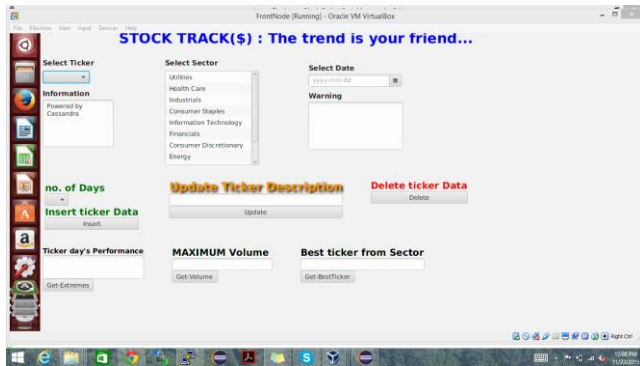 FrontNode [Running] - Oracle VM VirtualBox
File Machine View Input Devices Help
STOCK TRACK($) : The trend is your friend...
Select Ticker
Select Sector
Select Date
Utilities
Health Care
Industrials
Consumer Staples
Information Technology
Financials
Consumer Discretionary
Energy
yyyy-mm-dd
Information
Powered by
Cassandra
Warning
no. of Days
Update Ticker Description
Delete ticker Data
Update
Delete
Insert ticker Data
Insert
Ticker day's Performance
MAXIMUM Volume
Best ticker from Sector
Get-Extremes
Get-Volume
Get-BestTicker
Right Ctrl
12:08 PM